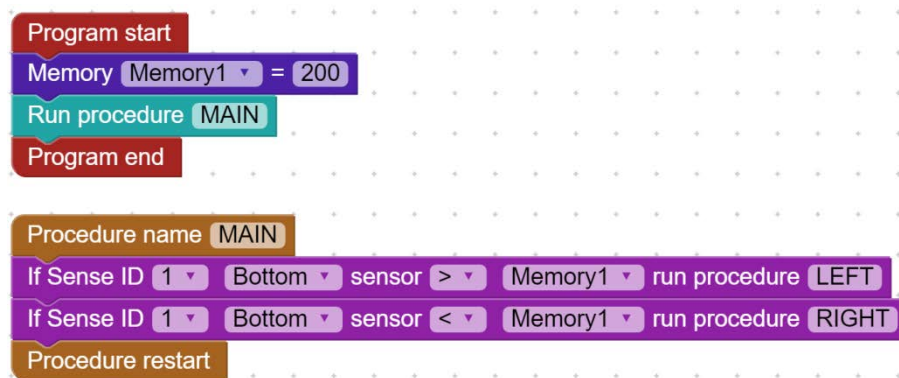 Program start
Memory Memory1 = 200
Run procedure MAIN
Program end
Procedure name MAIN
If Sense ID 1 Bottom sensor > Memory1 run procedure LEFT
If Sense ID 1 Bottom sensor < Memory1 run procedure RIGHT
Procedure restart